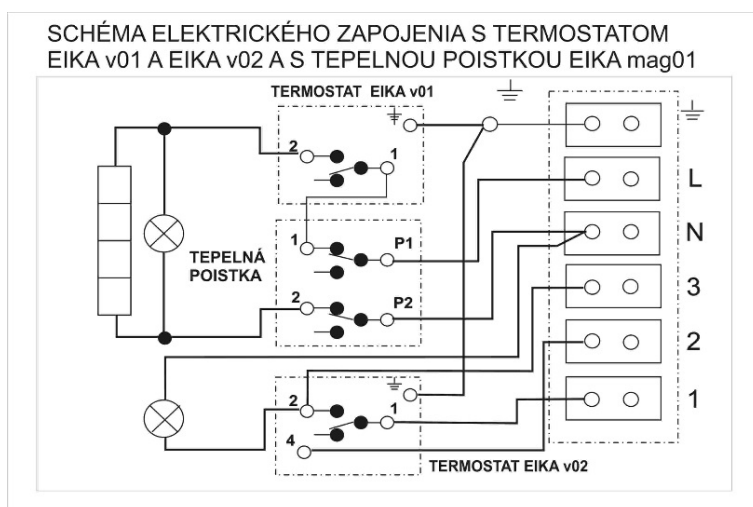 SCHÉMA ELEKTRICKÉHO ZAPOJENIA S TERMOSTATOM
EIKA v01 A EIKA v02 A S TEPELNOU POISTKOU EIKA mag01
TERMOSTAT EIKA v01
2
1
L
1
P1
N
TEPELNÁ
POISTKA
2
P2
3
2
2
1
1
4
TERMOSTAT EIKA v02